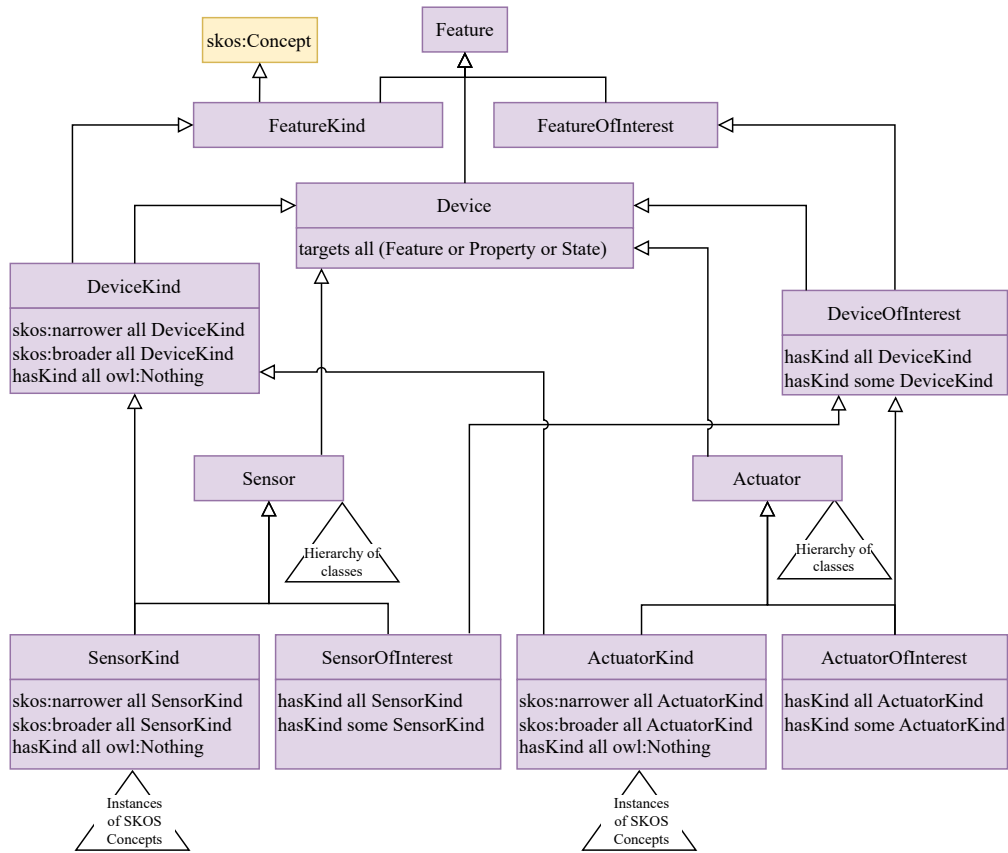 Feature
skos:Concept
FeatureKind
FeatureOfInterest
Device
targets all (Feature or Property or State)
DeviceKind
skos:narrower all DeviceKind
skos:broader all DeviceKind
hasKind all owl:Nothing
DeviceOfInterest
hasKind all DeviceKind
hasKind some DeviceKind
Sensor
Hierarchy of
classes
Actuator
Hierarchy of
classes
SensorKind
skos:narrower all SensorKind
skos:broader all SensorKind
hasKind all owl:Nothing
SensorOfInterest
hasKind all SensorKind
hasKind some SensorKind
ActuatorKind
skos:narrower all ActuatorKind
skos:broader all ActuatorKind
hasKind all owl:Nothing
ActuatorOfInterest
hasKind all ActuatorKind
hasKind some ActuatorKind
Instances
of SKOS
Concepts
Instances
of SKOS
Concepts